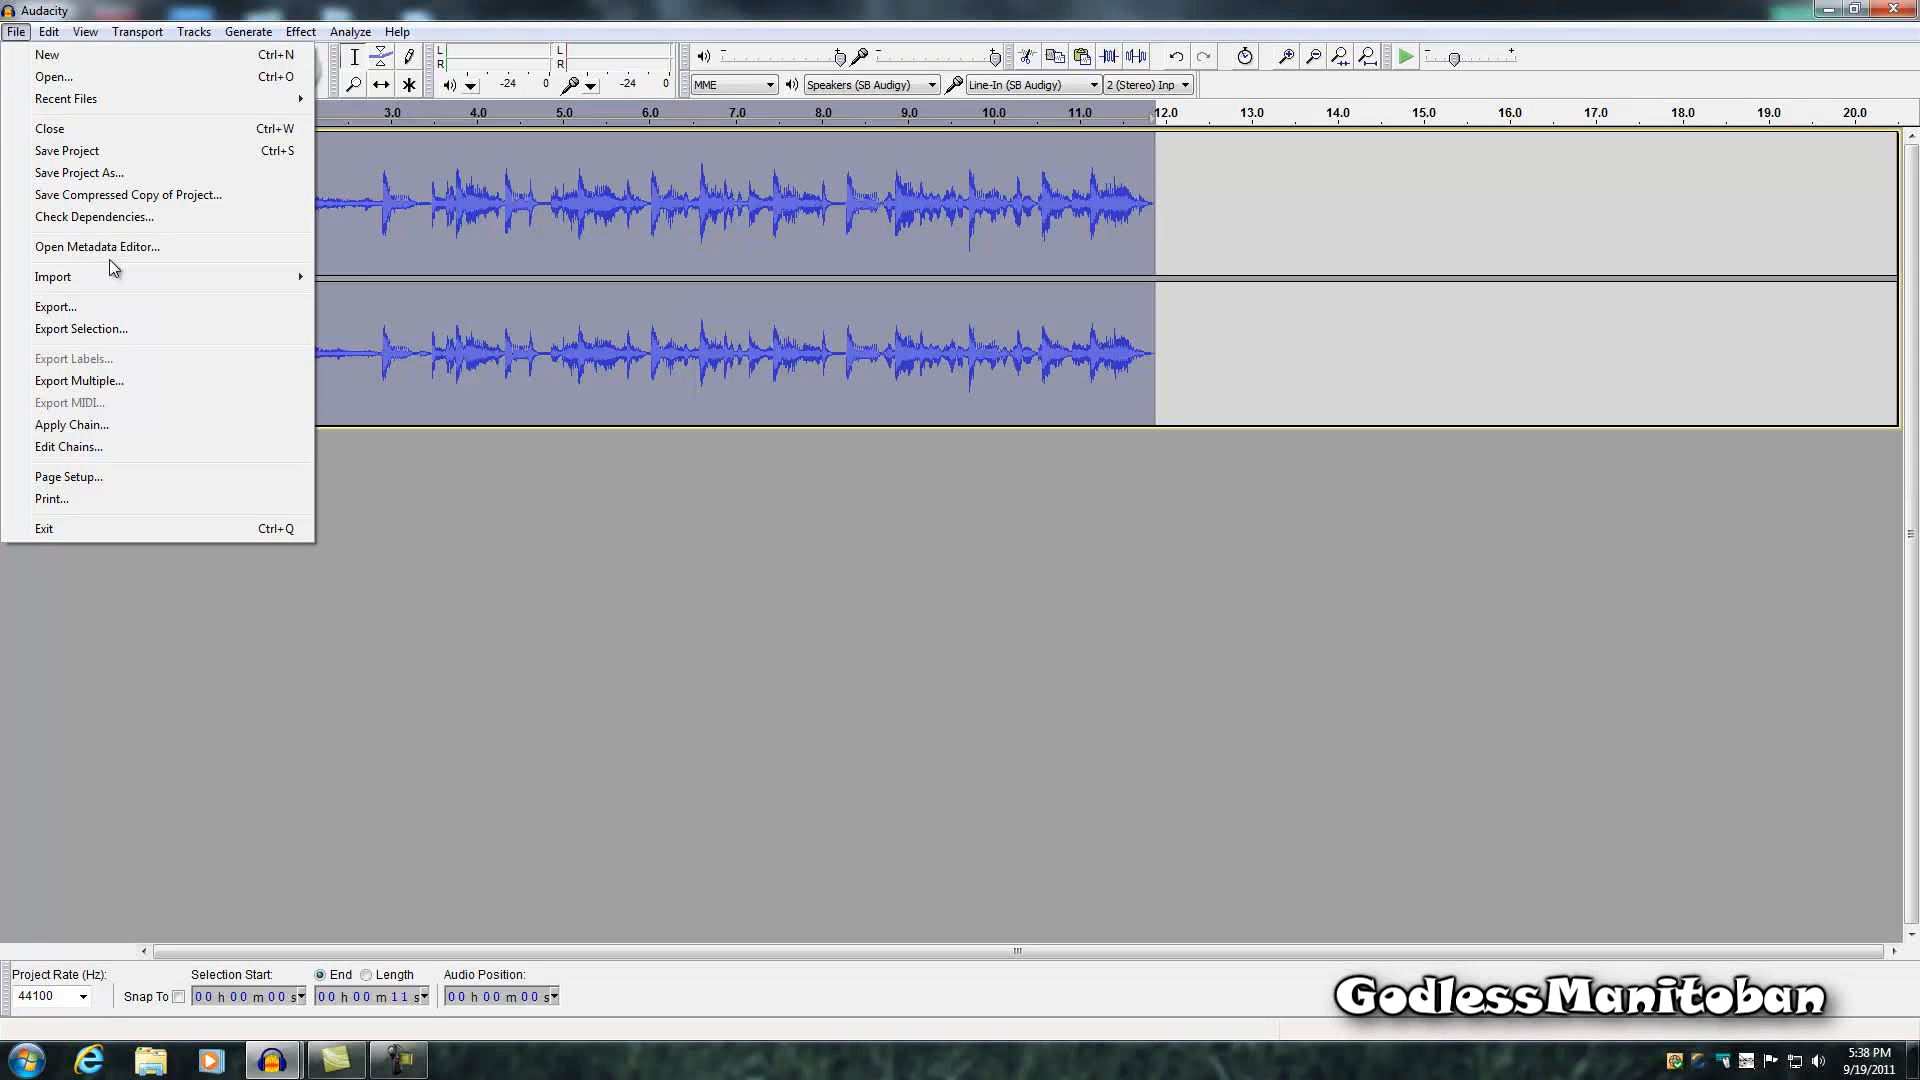 Audacity
File Edit View Transport Tracks Generate Effect Analyze Help
New Ctrl+N
Open... Ctrl+O
Recent Files
Close Ctrl+W
Save Project Ctrl+S
Save Project As...
Save Compressed Copy of Project...
Check Dependencies...
Open Metadata Editor...
Import
Export...
Export Selection...
Export Labels...
Export Multiple...
Export MIDI...
Apply Chain...
Edit Chains...
Page Setup...
Print...
Exit Ctrl+Q
L L
R R
-24 0 -24 0
MME Speakers (SB Audigy) Line-In (SB Audigy) 2 (Stereo) Inp
3.0 4.0 5.0 6.0 7.0 8.0 9.0 10.0 11.0 12.0 13.0 14.0 15.0 16.0 17.0 18.0 19.0 20.0
Project Rate (Hz): Selection Start: End Length Audio Position:
44100 Snap To 00 h 00 m 00 s 00 h 00 m 11 s 00 h 00 m 00 s
GodlessManitoban
5:38 PM
9/19/2011